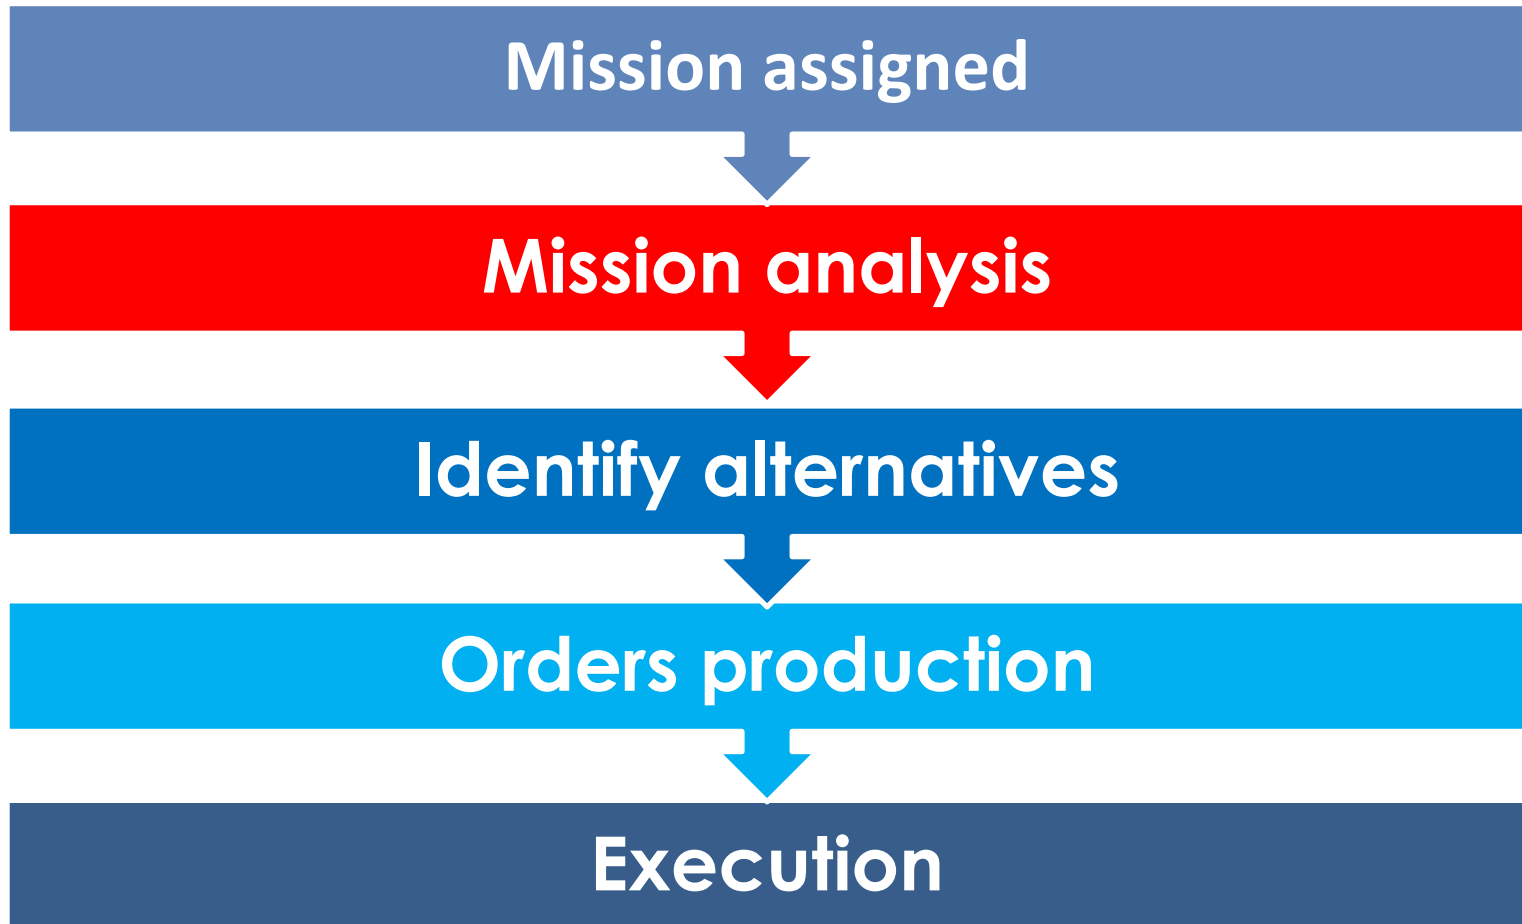 Mission assigned
Mission analysis
Identify alternatives
Orders production
Execution